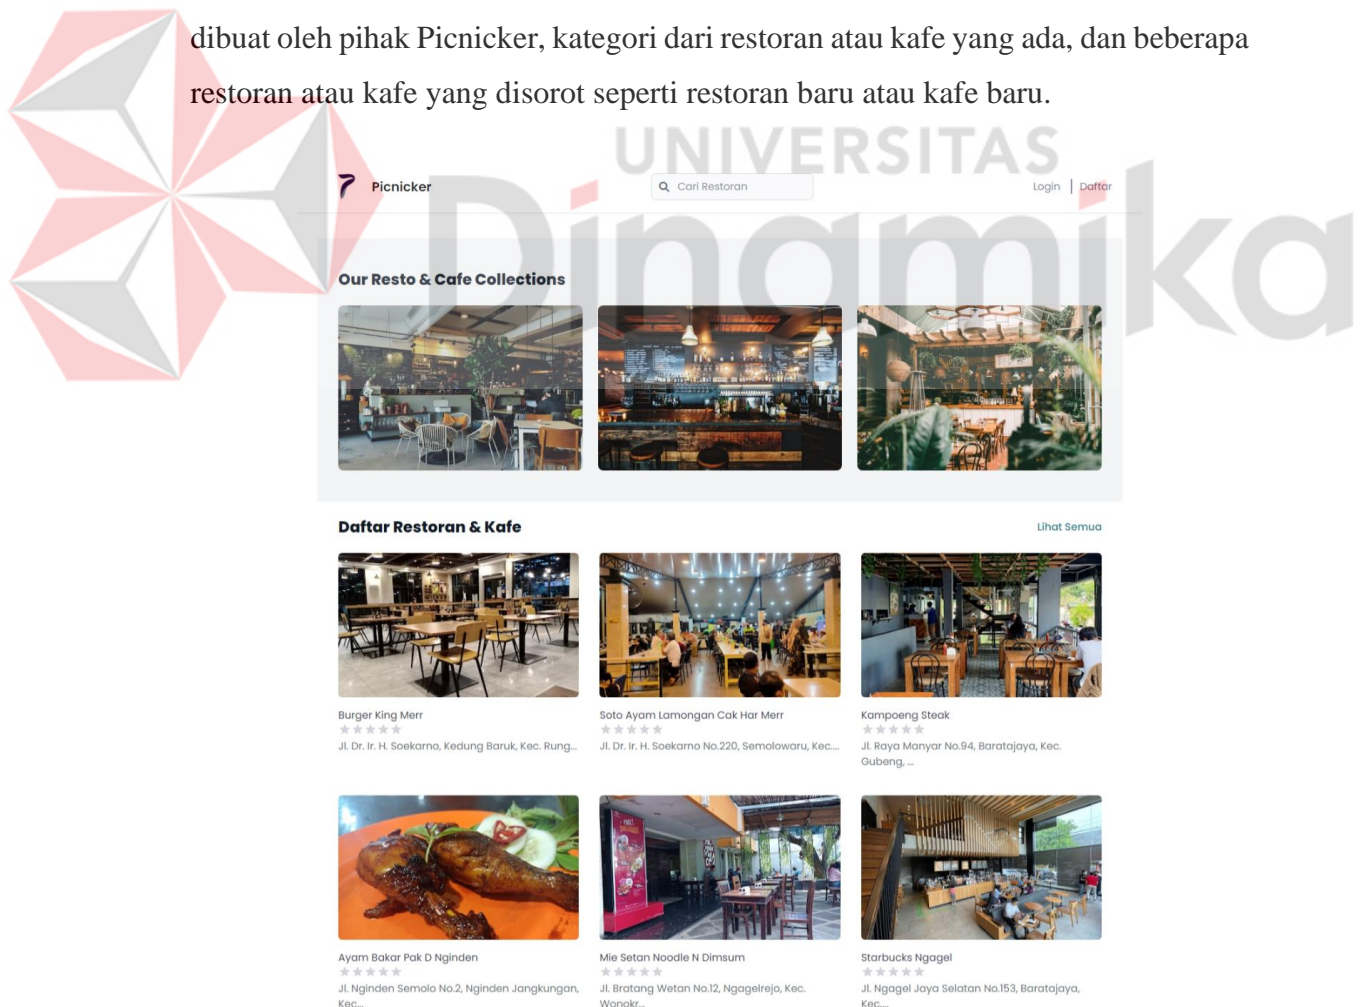 dibuat oleh pihak Picnicker, kategori dari restoran atau kafe yang ada, dan beberapa
restoran atau kafe yang disorot seperti restoran baru atau kafe baru.
UNIVERSITAS
Dinamika
Picnicker
Cari Restoran
Login | Daftar
Our Resto & Cafe Collections
Daftar Restoran & Kafe
Lihat Semua
Burger King Merr
Jl. Dr. Ir. H. Soekarno, Kedung Baruk, Kec. Rung...
Soto Ayam Lamongan Cak Har Merr
Jl. Dr. Ir. H. Soekarno No.220, Semolowaru, Kec....
Kampoeng Steak
Jl. Raya Manyar No.94, Baratajaya, Kec.
Gubeng, ...
Ayam Bakar Pak D Nginden
Jl. Nginden Semolo No.2, Nginden Jangkungan,
Kec...
Mie Setan Noodle N Dimsum
Jl. Bratang Wetan No.12, Ngagelrejo, Kec.
Wonokr...
Starbucks Ngagel
Jl. Ngagel Jaya Selatan No.153, Baratajaya,
Kec....